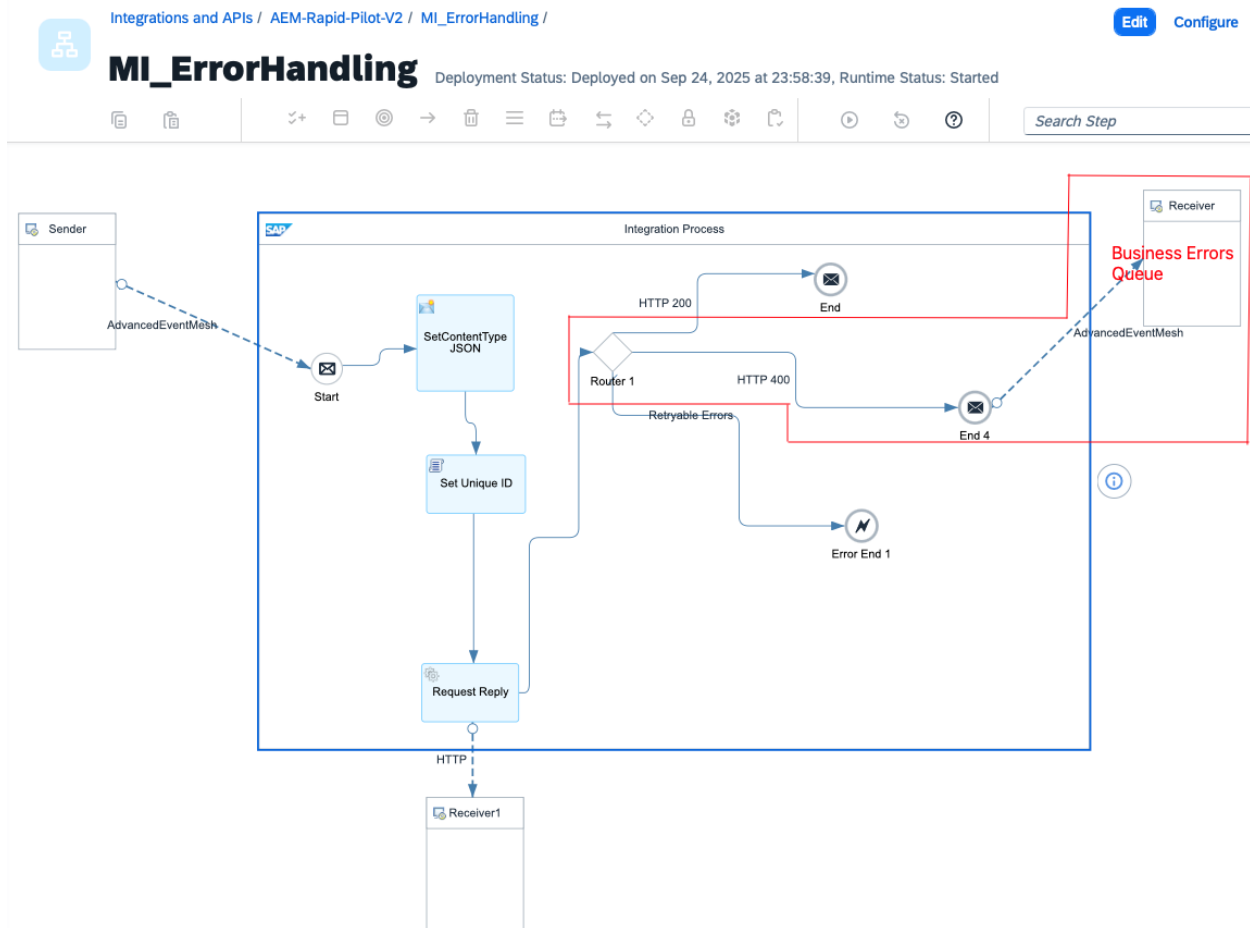 Integrations and APIs / AEM-Rapid-Pilot-V2 / MI_ErrorHandling /
Edit
Configure
MI_ErrorHandling
Deployment Status: Deployed on Sep 24, 2025 at 23:58:39, Runtime Status: Started
Search Step
Sender
SAP
Integration Process
Receiver
Business Errors
Queue
HTTP 200
End
AdvancedEventMesh
SetContentType
JSON
AdvancedEventMesh
Start
Router 1
HTTP 400
Retryable Errors
End 4
Set Unique ID
Error End 1
Request Reply
HTTP
Receiver1